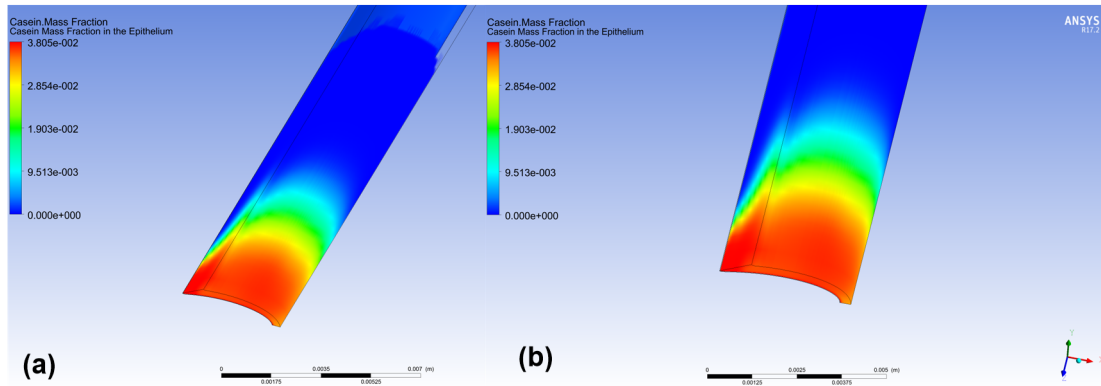 Casein.Mass Fraction
Casein Mass Fraction in the Epithelium
3.805e-002
2.854e-002
1.903e-002
9.513e-003
0.000e+000
0
0.0035
0.007 (m)
0.00175
0.00525
(a)
Casein.Mass Fraction
Casein Mass Fraction in the Epithelium
3.805e-002
2.854e-002
1.903e-002
9.513e-003
0.000e+000
ANSYS
R17.2
0
0.0025
0.005 (m)
0.00125
0.00375
(b)
Y
Z